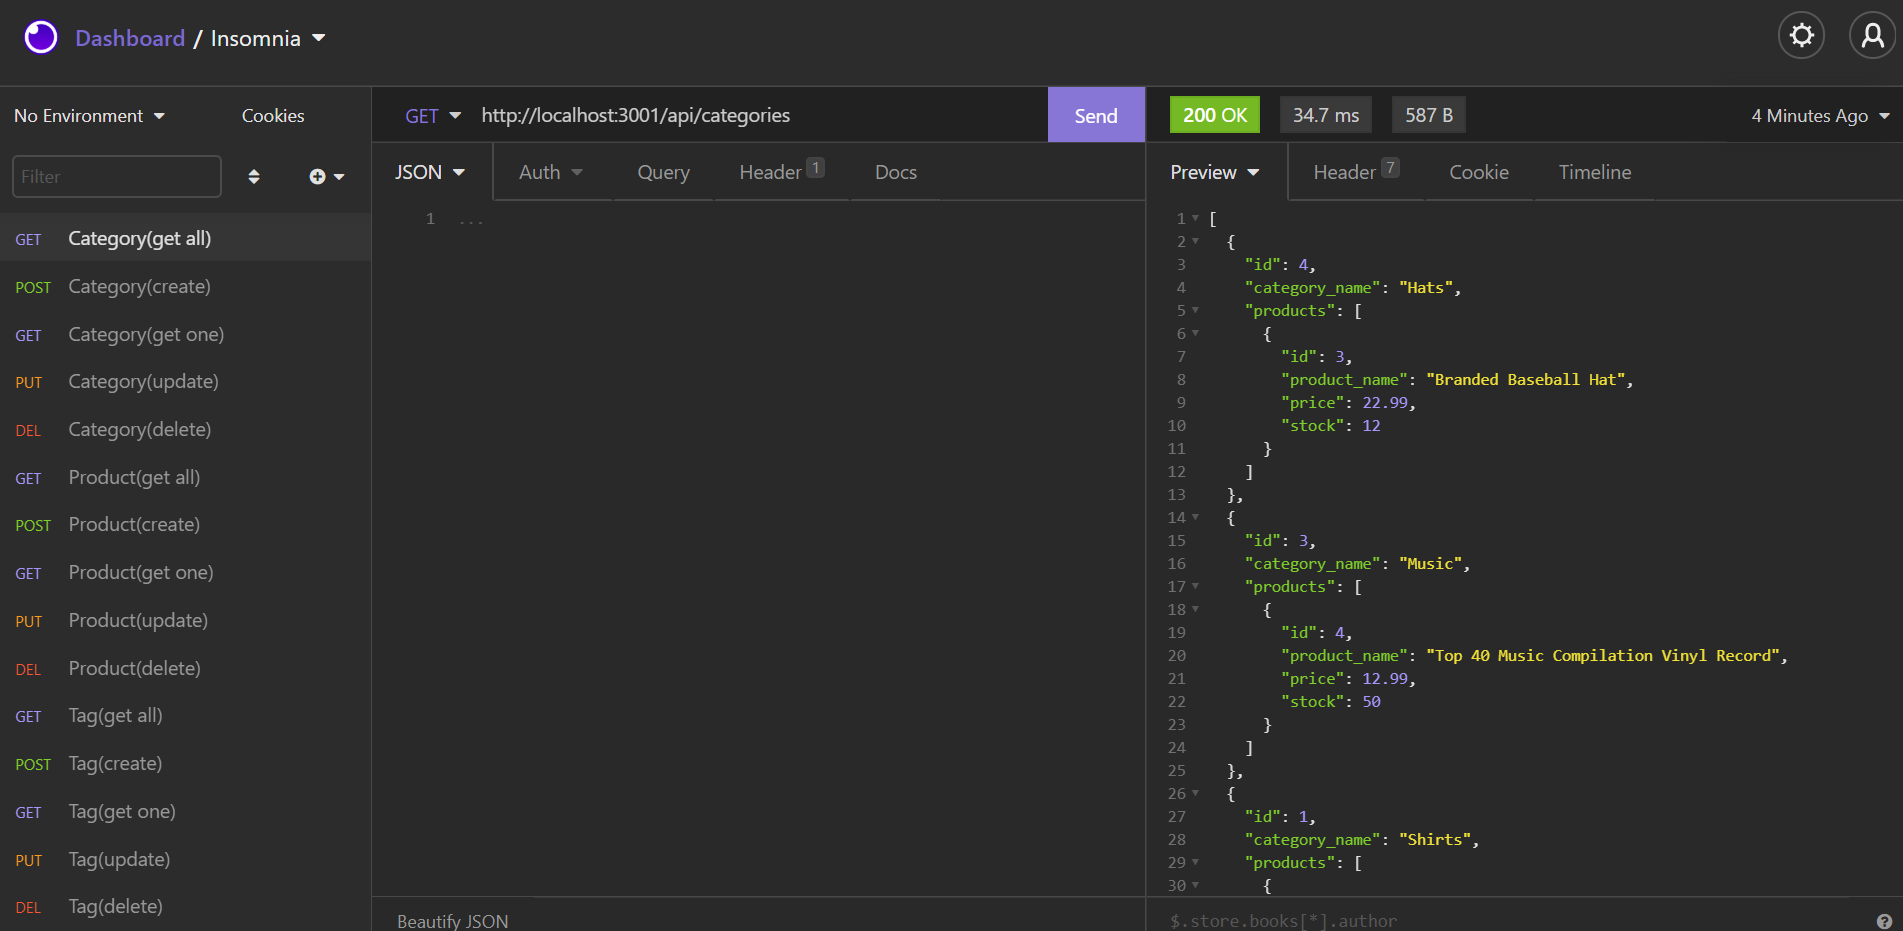 Dashboard / Insomnia
No Environment
Cookies
Filter
GET Category(get all)
POST Category(create)
GET Category(get one)
PUT Category(update)
DEL Category(delete)
GET Product(get all)
POST Product(create)
GET Product(get one)
PUT Product(update)
DEL Product(delete)
GET Tag(get all)
POST Tag(create)
GET Tag(get one)
PUT Tag(update)
DEL Tag(delete)
GET http://localhost:3001/api/categories Send
JSON Auth Query Header 1 Docs
1 ...
Beautify JSON
200 OK 34.7 ms 587 B 4 Minutes Ago
Preview Header 7 Cookie Timeline
1 [
2 {
3 "id": 4,
4 "category_name": "Hats",
5 "products": [
6 {
7 "id": 3,
8 "product_name": "Branded Baseball Hat",
9 "price": 22.99,
10 "stock": 12
11 }
12 ]
13 },
14 {
15 "id": 3,
16 "category_name": "Music",
17 "products": [
18 {
19 "id": 4,
20 "product_name": "Top 40 Music Compilation Vinyl Record",
21 "price": 12.99,
22 "stock": 50
23 }
24 ]
25 },
26 {
27 "id": 1,
28 "category_name": "Shirts",
29 "products": [
30 {
$.store.books[*].author ?